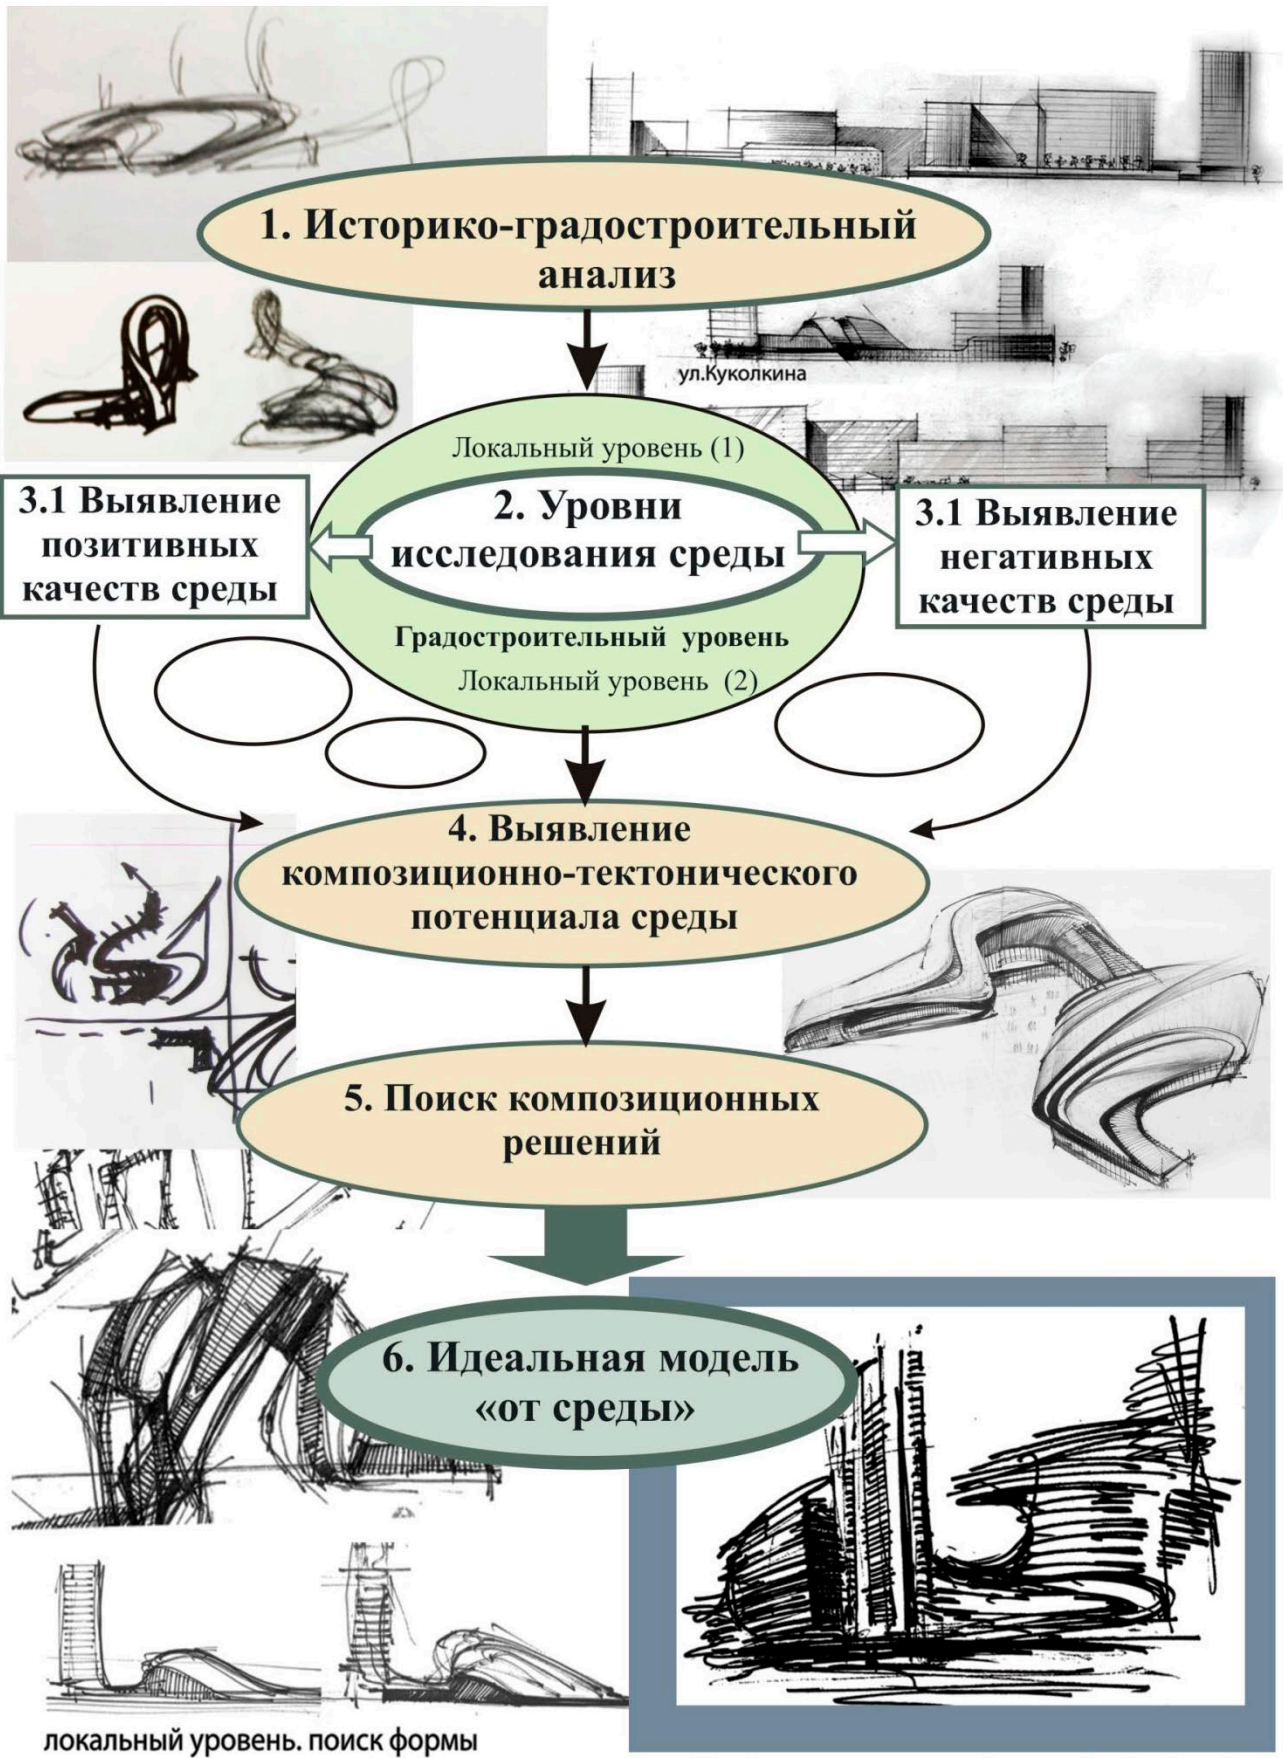 1. Историко-градостроительный
анализ
ул.Куколкина
Локальный уровень (1)
2. Уровни
исследования среды
3.1 Выявление
позитивных
качеств среды
3.1 Выявление
негативных
качеств среды
Градостроительный уровень
Локальный уровень (2)
4. Выявление
композиционно-тектонического
потенциала среды
5. Поиск композиционных
решений
6. Идеальная модель
«от среды»
локальный уровень. поиск формы